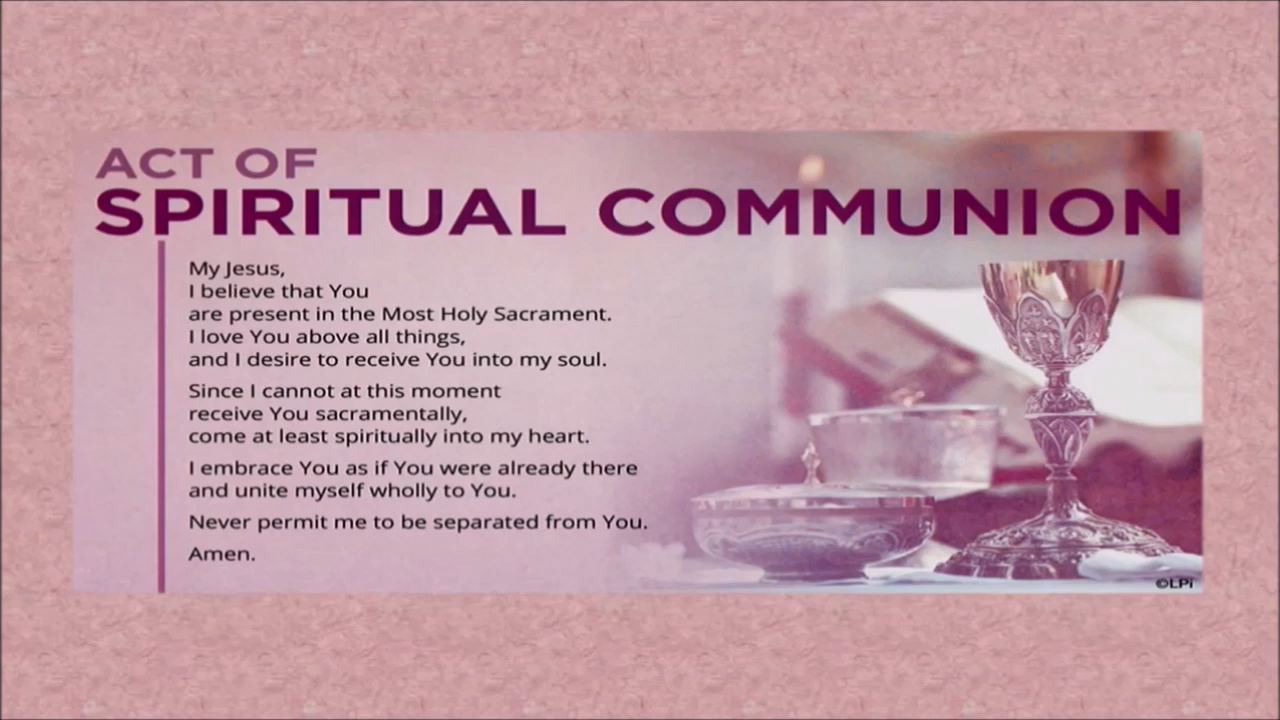 ACT OF
SPIRITUAL COMMUNION
My Jesus,
I believe that You
are present in the Most Holy Sacrament.
I love You above all things,
and I desire to receive You into my soul.
Since I cannot at this moment
receive You sacramentally,
come at least spiritually into my heart.
I embrace You as if You were already there
and unite myself wholly to You.
Never permit me to be separated from You.
Amen.
©LPi